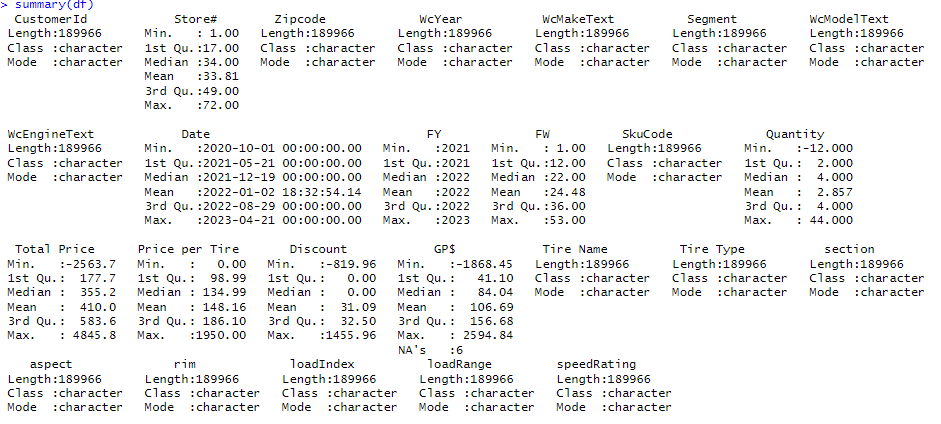 > summary(df)
CustomerId Store# Zipcode WcYear WcMakeText Segment WcModelText
Length:189966 Min. : 1.00 Length:189966 Length:189966 Length:189966 Length:189966 Length:189966
Class :character 1st Qu.:17.00 Class :character Class :character Class :character Class :character Class :character
Mode :character Median :34.00 Mode :character Mode :character Mode :character Mode :character Mode :character
Mean :33.81
3rd Qu.:49.00
Max. :72.00
WcEngineText Date FY FW SkuCode Quantity
Length:189966 Min. :2020-10-01 00:00:00.00 Min. :2021 Min. : 1.00 Length:189966 Min. :-12.000
Class :character 1st Qu.:2021-05-21 00:00:00.00 1st Qu.:2021 1st Qu.:12.00 Class :character 1st Qu.: 2.000
Mode :character Median :2021-12-19 00:00:00.00 Median :2022 Median :22.00 Mode :character Median : 4.000
Mean :2022-01-02 18:32:54.14 Mean :2022 Mean :24.48 Mean : 2.857
3rd Qu.:2022-08-29 00:00:00.00 3rd Qu.:2022 3rd Qu.:36.00 3rd Qu.: 4.000
Max. :2023-04-21 00:00:00.00 Max. :2023 Max. :53.00 Max. : 44.000
Total Price Price per Tire Discount GP$ Tire Name Tire Type section
Min. :-2563.7 Min. : 0.00 Min. :-819.96 Min. :-1868.45 Length:189966 Length:189966 Length:189966
1st Qu.: 177.7 1st Qu.: 98.99 1st Qu.: 0.00 1st Qu.: 41.10 Class :character Class :character Class :character
Median : 355.2 Median : 134.99 Median : 0.00 Median : 84.04 Mode :character Mode :character Mode :character
Mean : 410.0 Mean : 148.16 Mean : 31.09 Mean : 106.69
3rd Qu.: 583.6 3rd Qu.: 186.10 3rd Qu.: 32.50 3rd Qu.: 156.68
Max. : 4845.8 Max. :1950.00 Max. :1455.96 Max. : 2594.84
NA's :6
aspect rim loadIndex loadRange speedRating
Length:189966 Length:189966 Length:189966 Length:189966 Length:189966
Class :character Class :character Class :character Class :character Class :character
Mode :character Mode :character Mode :character Mode :character Mode :character